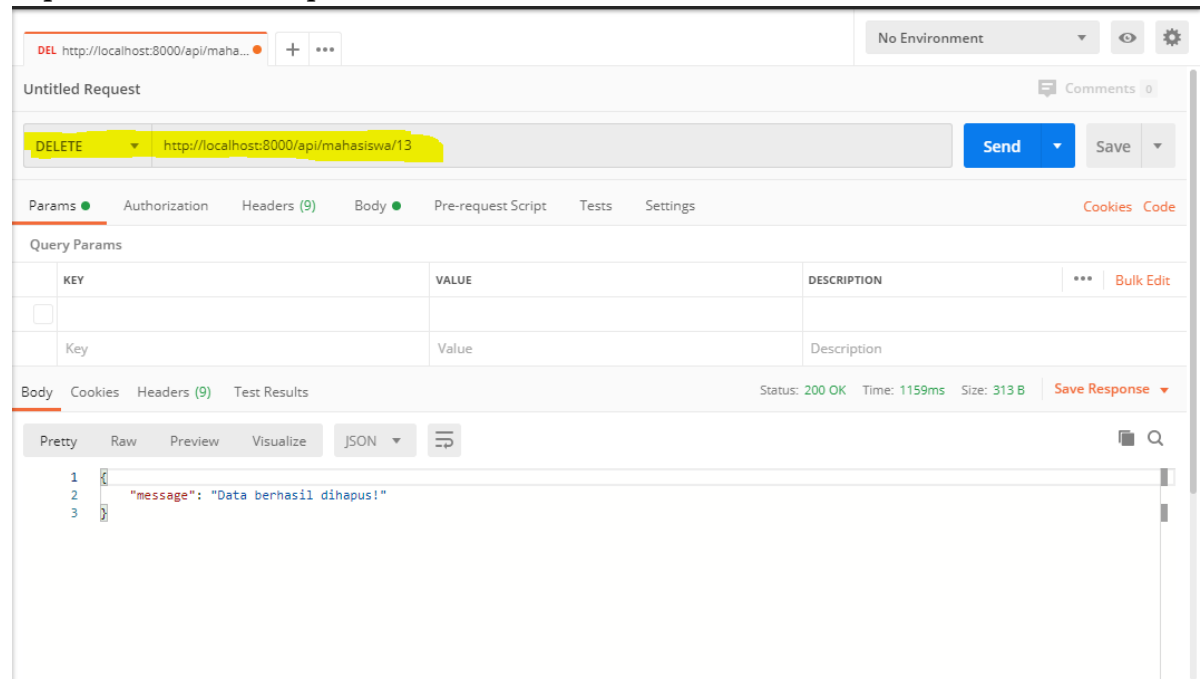 DEL http://localhost:8000/api/maha...
No Environment
Untitled Request
Comments 0
DELETE http://localhost:8000/api/mahasiswa/13
Send
Save
Params Authorization Headers (9) Body Pre-request Script Tests Settings
Cookies Code
Query Params
KEY VALUE DESCRIPTION
Bulk Edit
Key Value Description
Body Cookies Headers (9) Test Results
Status: 200 OK Time: 1159ms Size: 313 B Save Response
Pretty Raw Preview Visualize JSON
1 {
2 "message": "Data berhasil dihapus!"
3 }